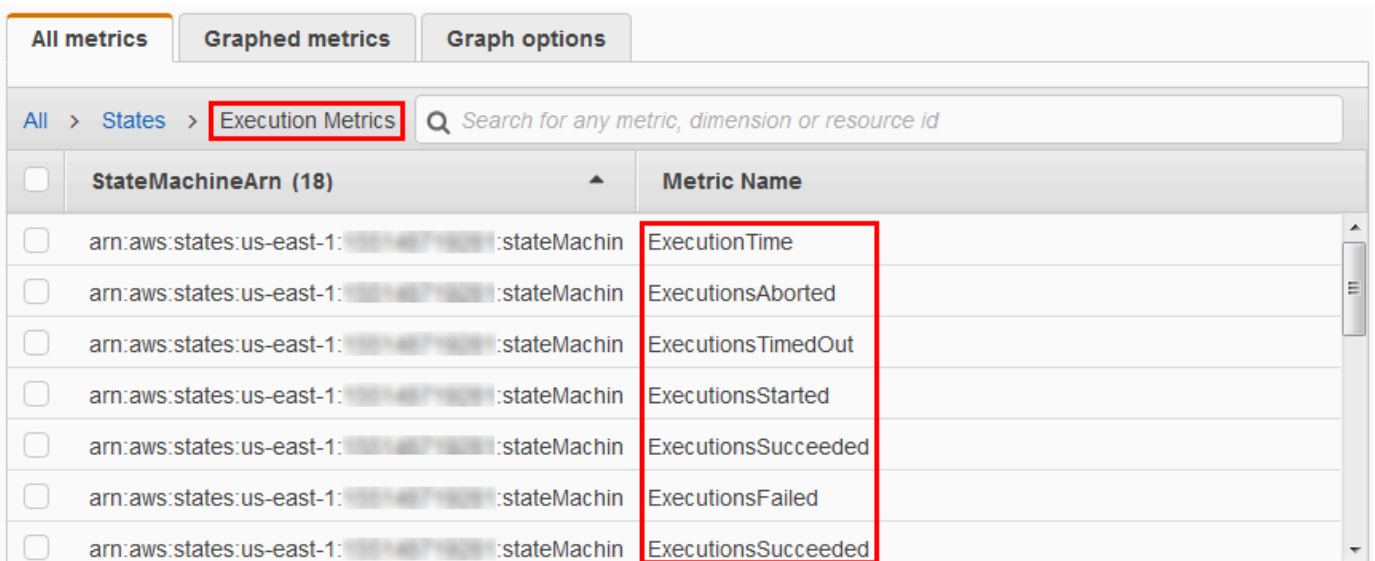 All metrics Graphed metrics Graph options
All > States > Execution Metrics Search for any metric, dimension or resource id
StateMachineArn (18) Metric Name
arn:aws:states:us-east-1: :stateMachin ExecutionTime
arn:aws:states:us-east-1: :stateMachin ExecutionsAborted
arn:aws:states:us-east-1: :stateMachin ExecutionsTimedOut
arn:aws:states:us-east-1: :stateMachin ExecutionsStarted
arn:aws:states:us-east-1: :stateMachin ExecutionsSucceeded
arn:aws:states:us-east-1: :stateMachin ExecutionsFailed
arn:aws:states:us-east-1: :stateMachin ExecutionsSucceeded